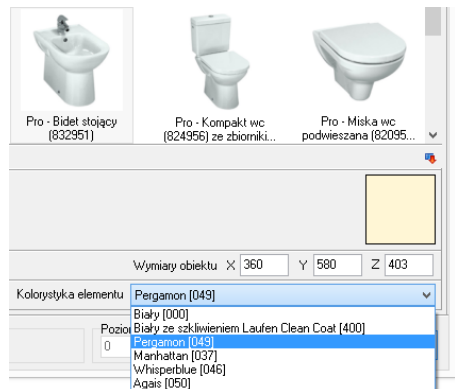 Pro - Bidet stojący
(832951)
Pro - Kompakt wc
(824956) ze zbiorniki...
Pro - Miska wc
podwieszana (82095...
Wymiary obiektu X 360 Y 580 Z 403
Kolorystyka elementu Pergamon [049]
Biały [000]
Pozio
Biały ze szkliwieniem Laufen Clean Coat [400]
0
Pergamon [049]
Manhattan [037]
Whisperblue [046]
Agais [050]